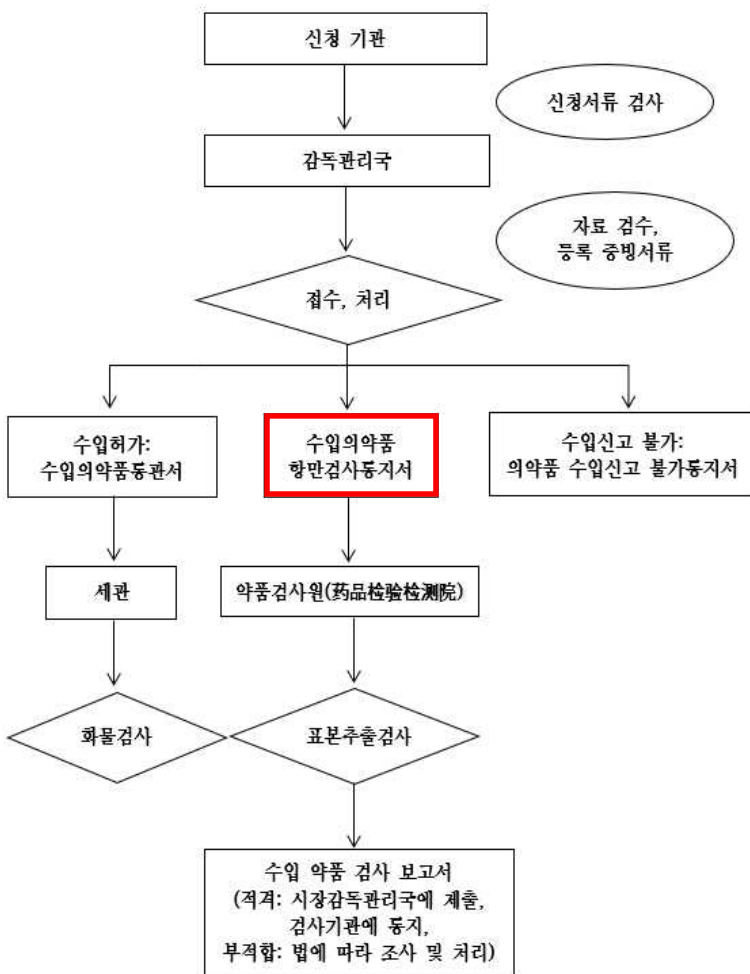 신청 기관
신청서류 검사
감독관리국
자료 검수,
등록 증빙서류
접수, 처리
수입허가:
수입의약품통관서
수입의약품
항만검사통지서
수입신고 불가:
의약품 수입신고 불가통지서
세관
약품검사원(药品检验检测院)
화물검사
표본추출검사
수입 약품 검사 보고서
(적격: 시장감독관리국에 제출,
검사기관에 통지,
부적합: 법에 따라 조사 및 처리)